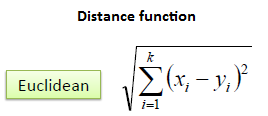 Distance function
Euclidean
√(∑_{i=1}^{k} (x_i − y_i)²)